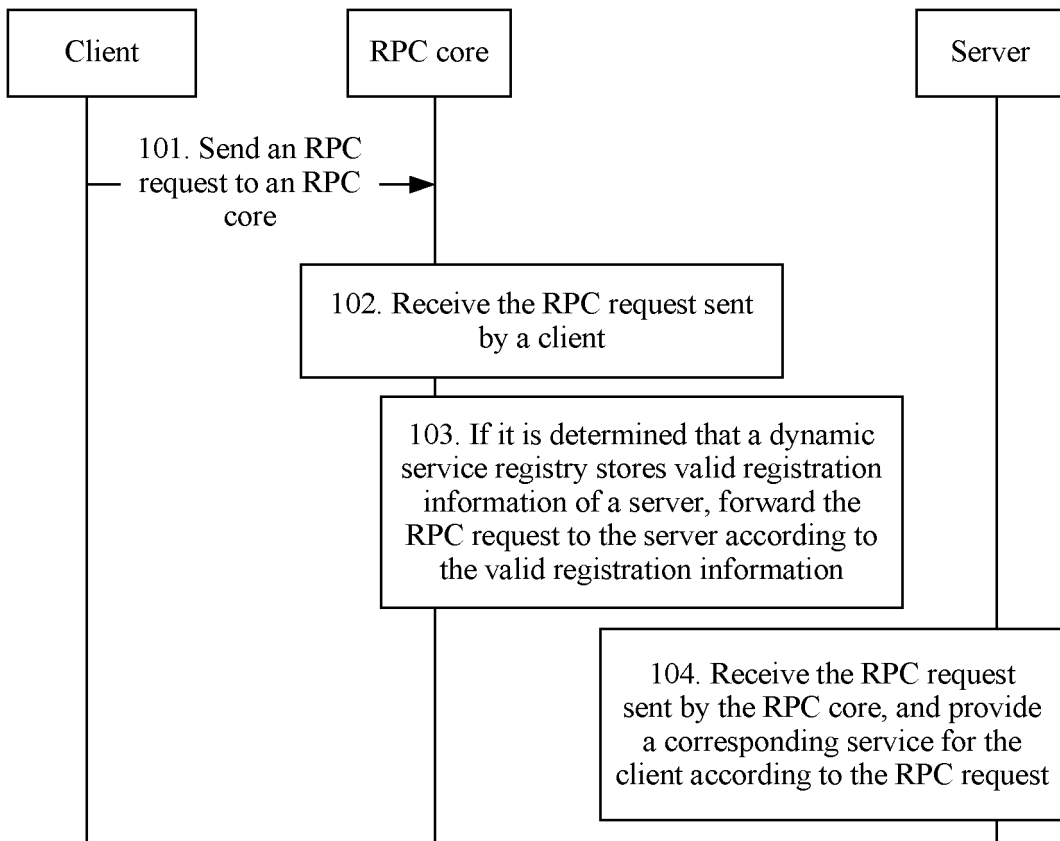 Client
RPC core
Server
101. Send an RPC
request to an RPC
core
102. Receive the RPC request sent
by a client
103. If it is determined that a dynamic
service registry stores valid registration
information of a server, forward the
RPC request to the server according to
the valid registration information
104. Receive the RPC request
sent by the RPC core, and provide
a corresponding service for the
client according to the RPC request